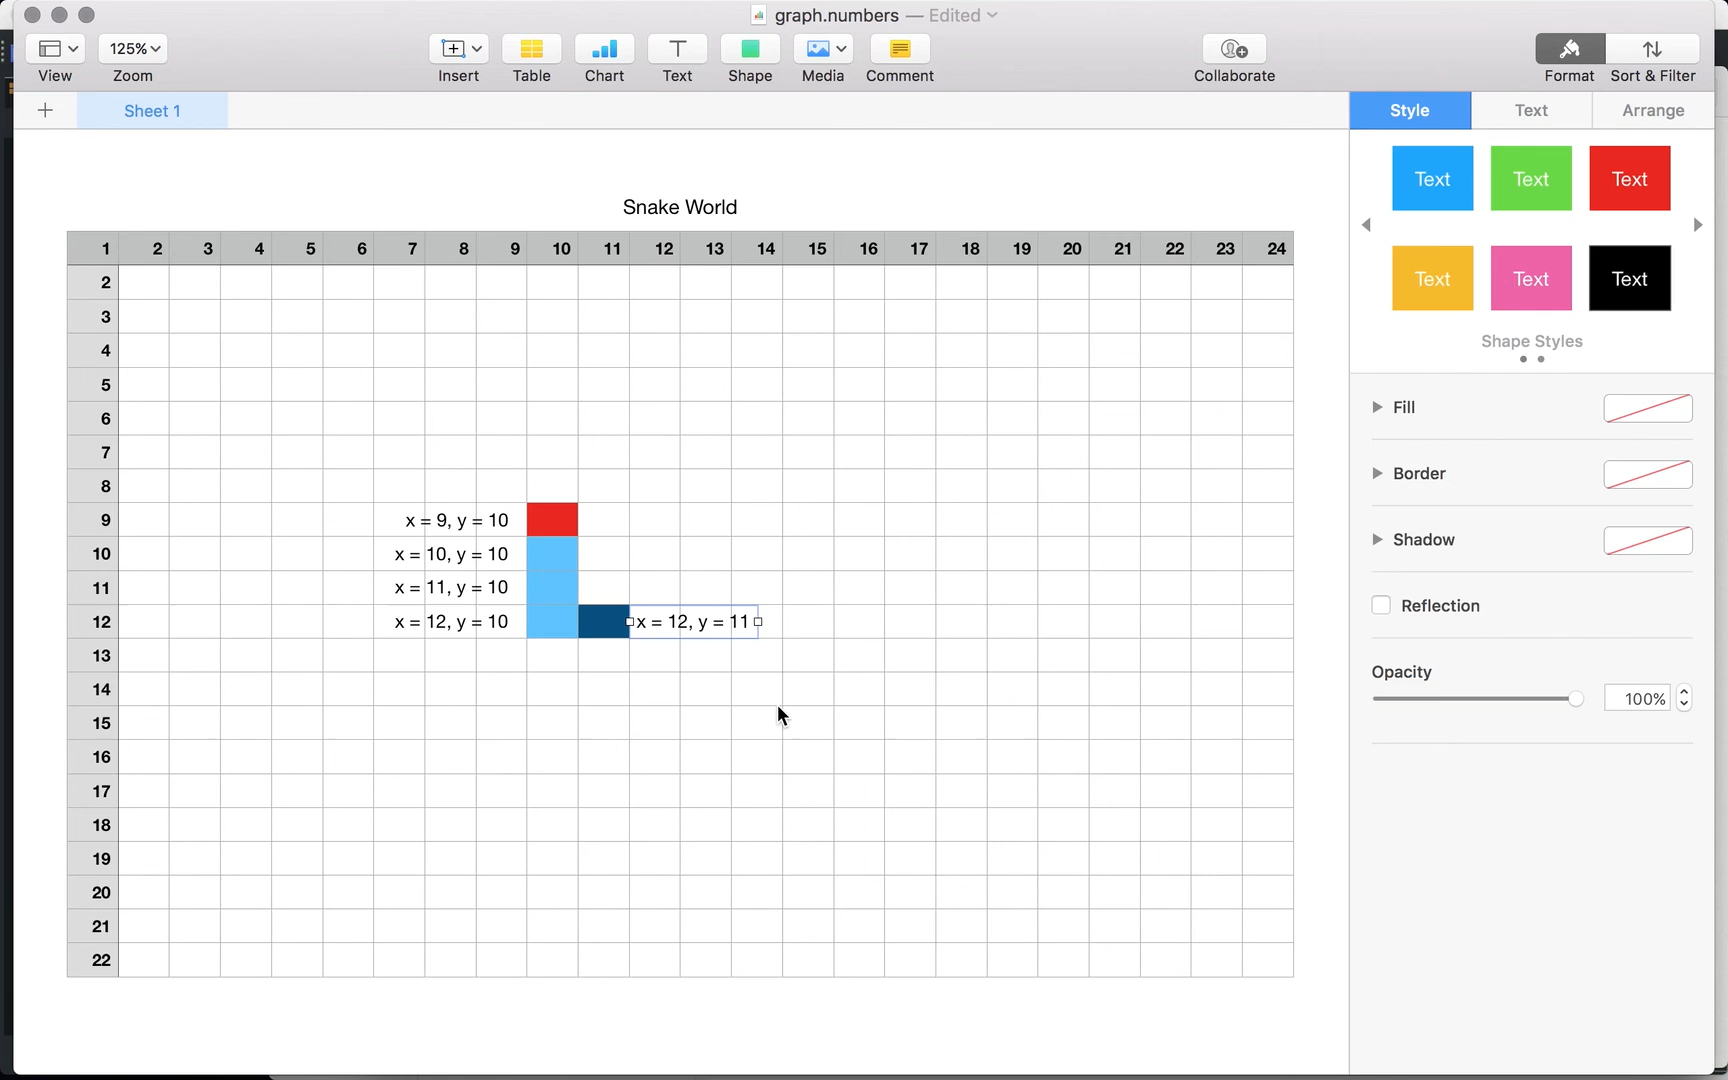 graph.numbers — Edited
125%
View
Zoom
Insert
Table
Chart
Text
Shape
Media
Comment
Collaborate
Format
Sort & Filter
Sheet 1
Style
Text
Arrange
Text
Text
Text
Text
Text
Text
Shape Styles
Fill
Border
Shadow
Reflection
Opacity
100%
Snake World
1 2 3 4 5 6 7 8 9 10 11 12 13 14 15 16 17 18 19 20 21 22 23 24
2
3
4
5
6
7
8
9 x = 9, y = 10
10 x = 10, y = 10
11 x = 11, y = 10
12 x = 12, y = 10 x = 12, y = 11
13
14
15
16
17
18
19
20
21
22